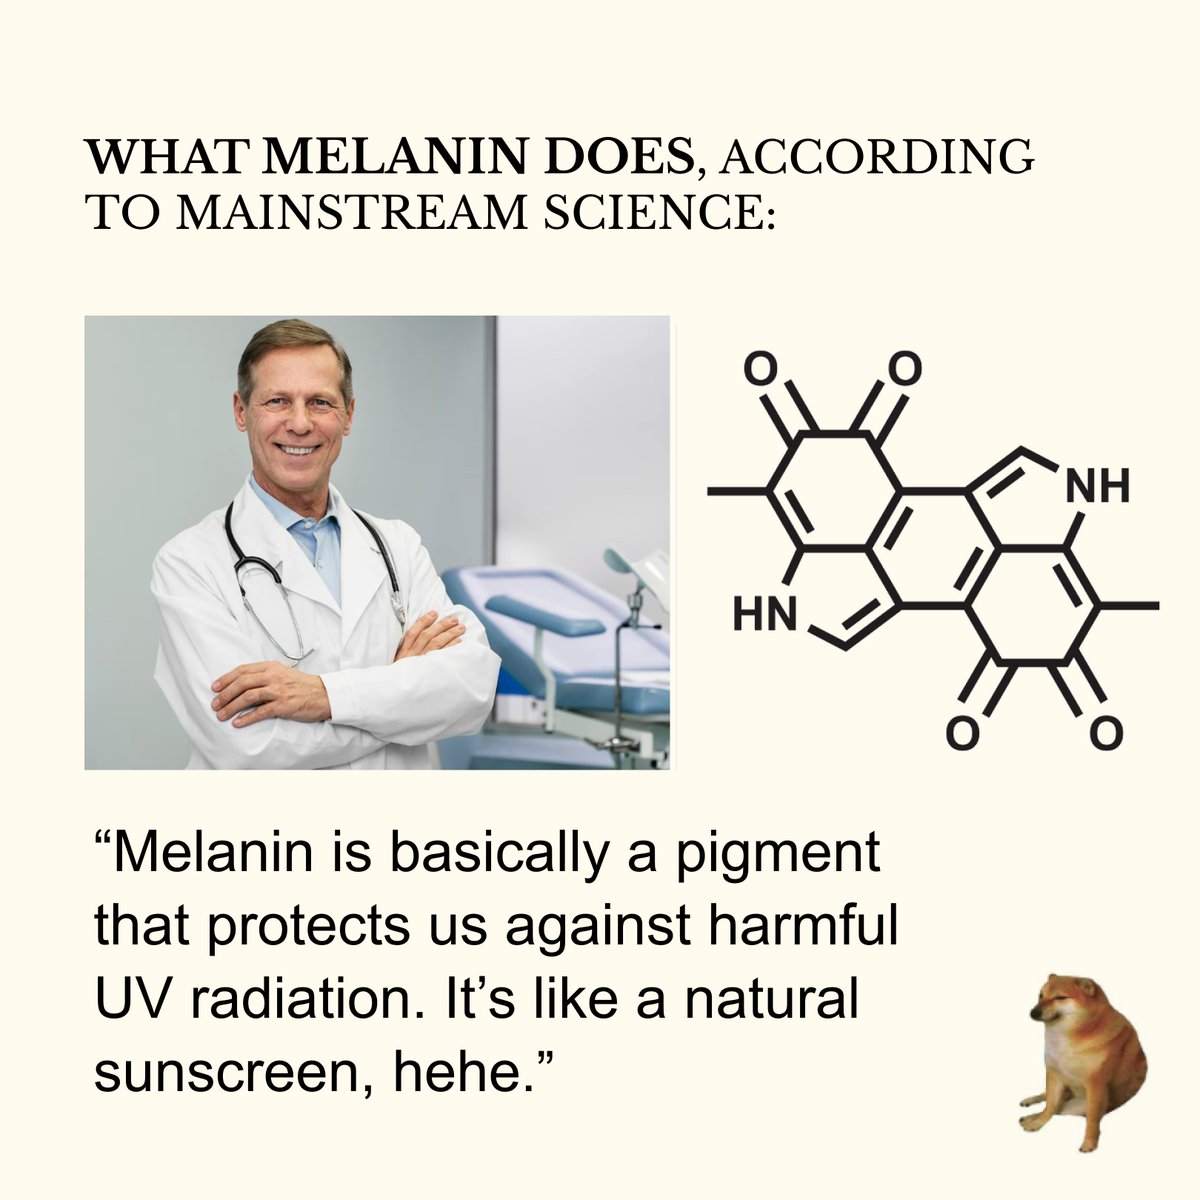 WHAT MELANIN DOES, ACCORDING
TO MAINSTREAM SCIENCE:
O O
NH
HN
O O
“Melanin is basically a pigment
that protects us against harmful
UV radiation. It’s like a natural
sunscreen, hehe.”